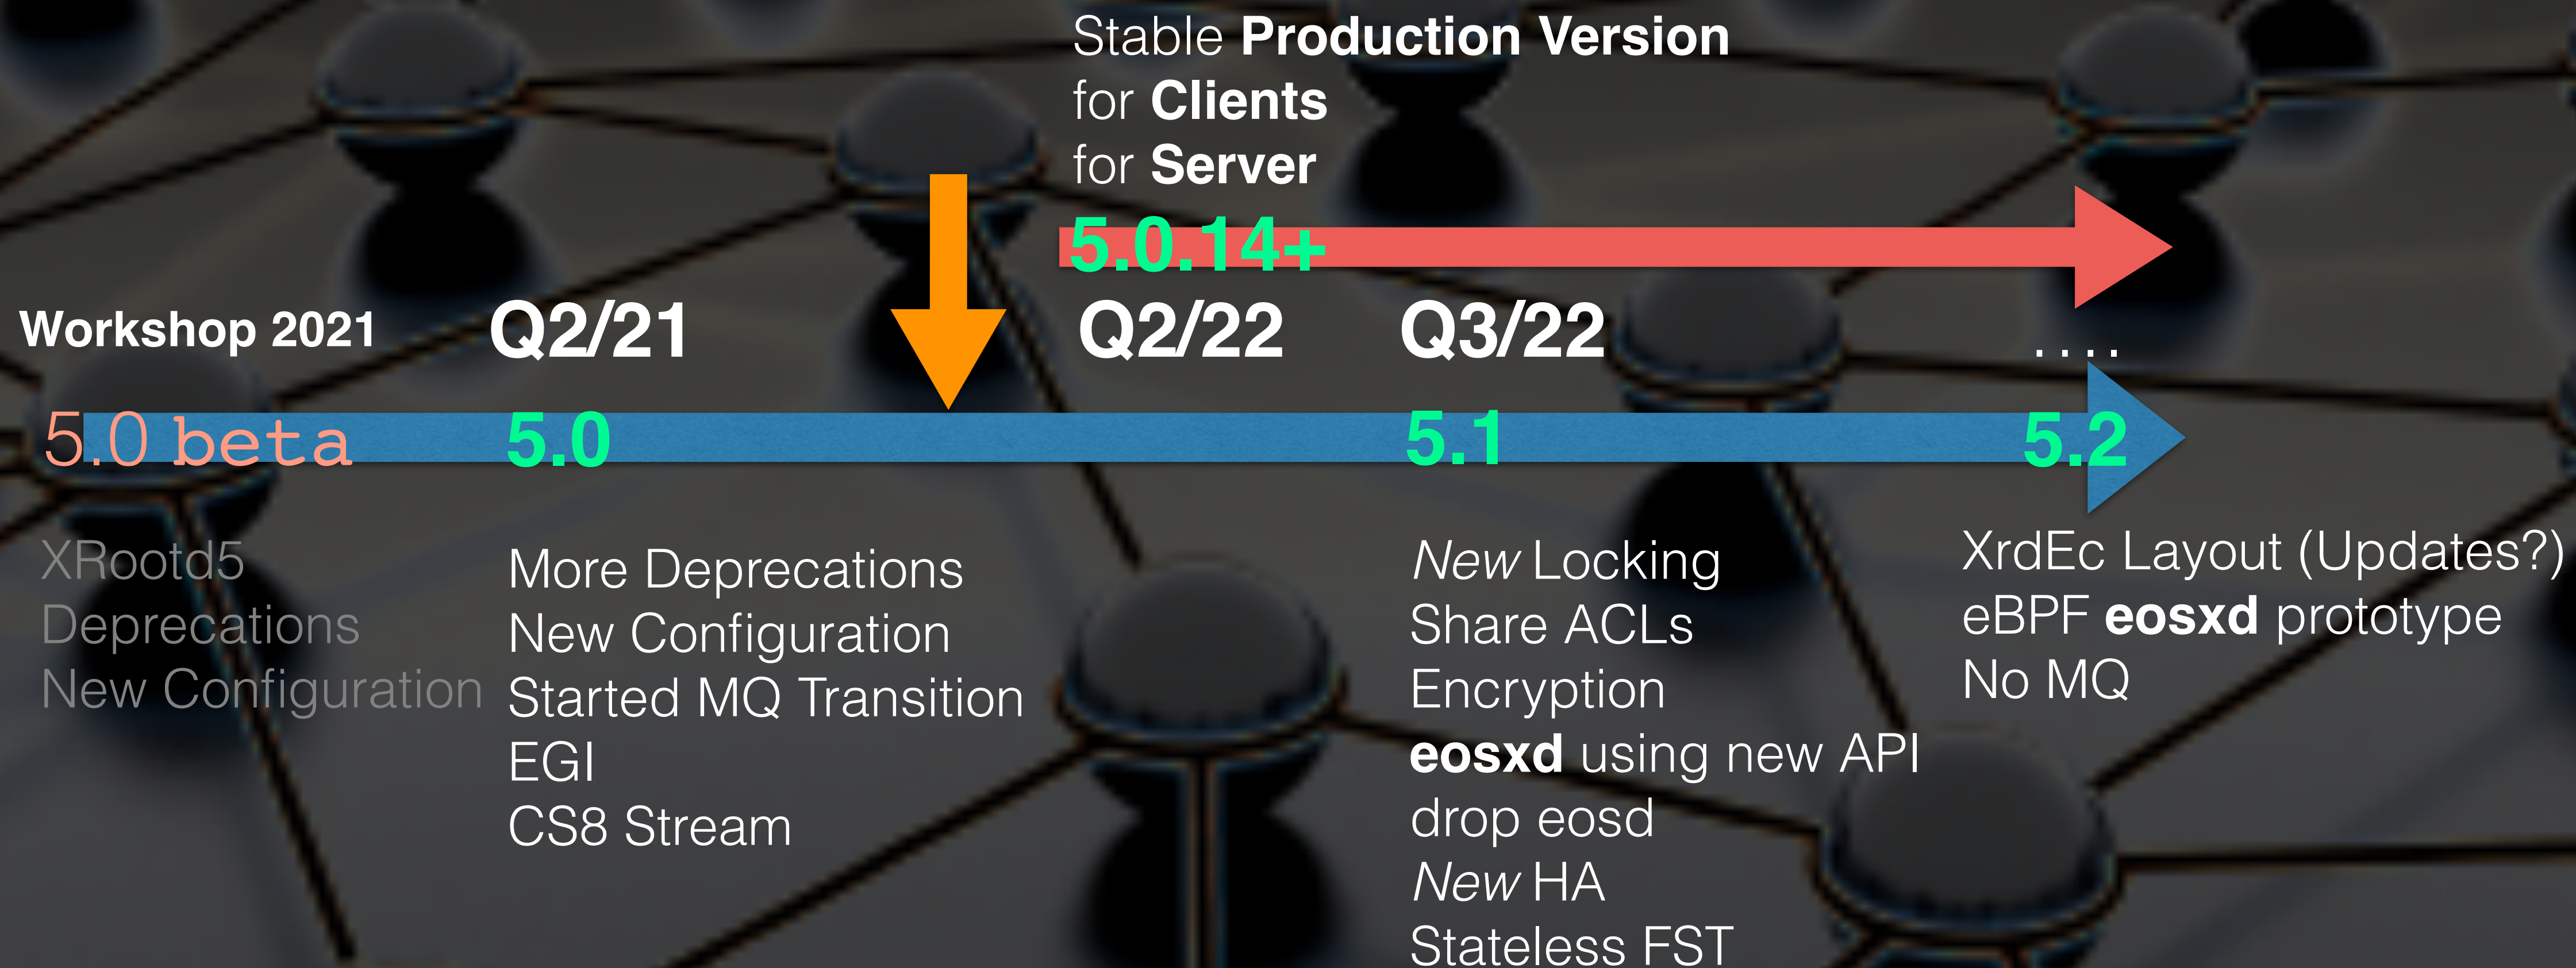 Stable Production Version
for Clients
for Server
5.0.14+
Workshop 2021
Q2/21
Q2/22
Q3/22
....
5.0 beta
5.0
5.1
5.2
XRootd5
Deprecations
New Configuration
More Deprecations
New Configuration
Started MQ Transition
EGI
CS8 Stream
New Locking
Share ACLs
Encryption
eosxd using new API
drop eosd
New HA
Stateless FST
XrdEc Layout (Updates?)
eBPF eosxd prototype
No MQ